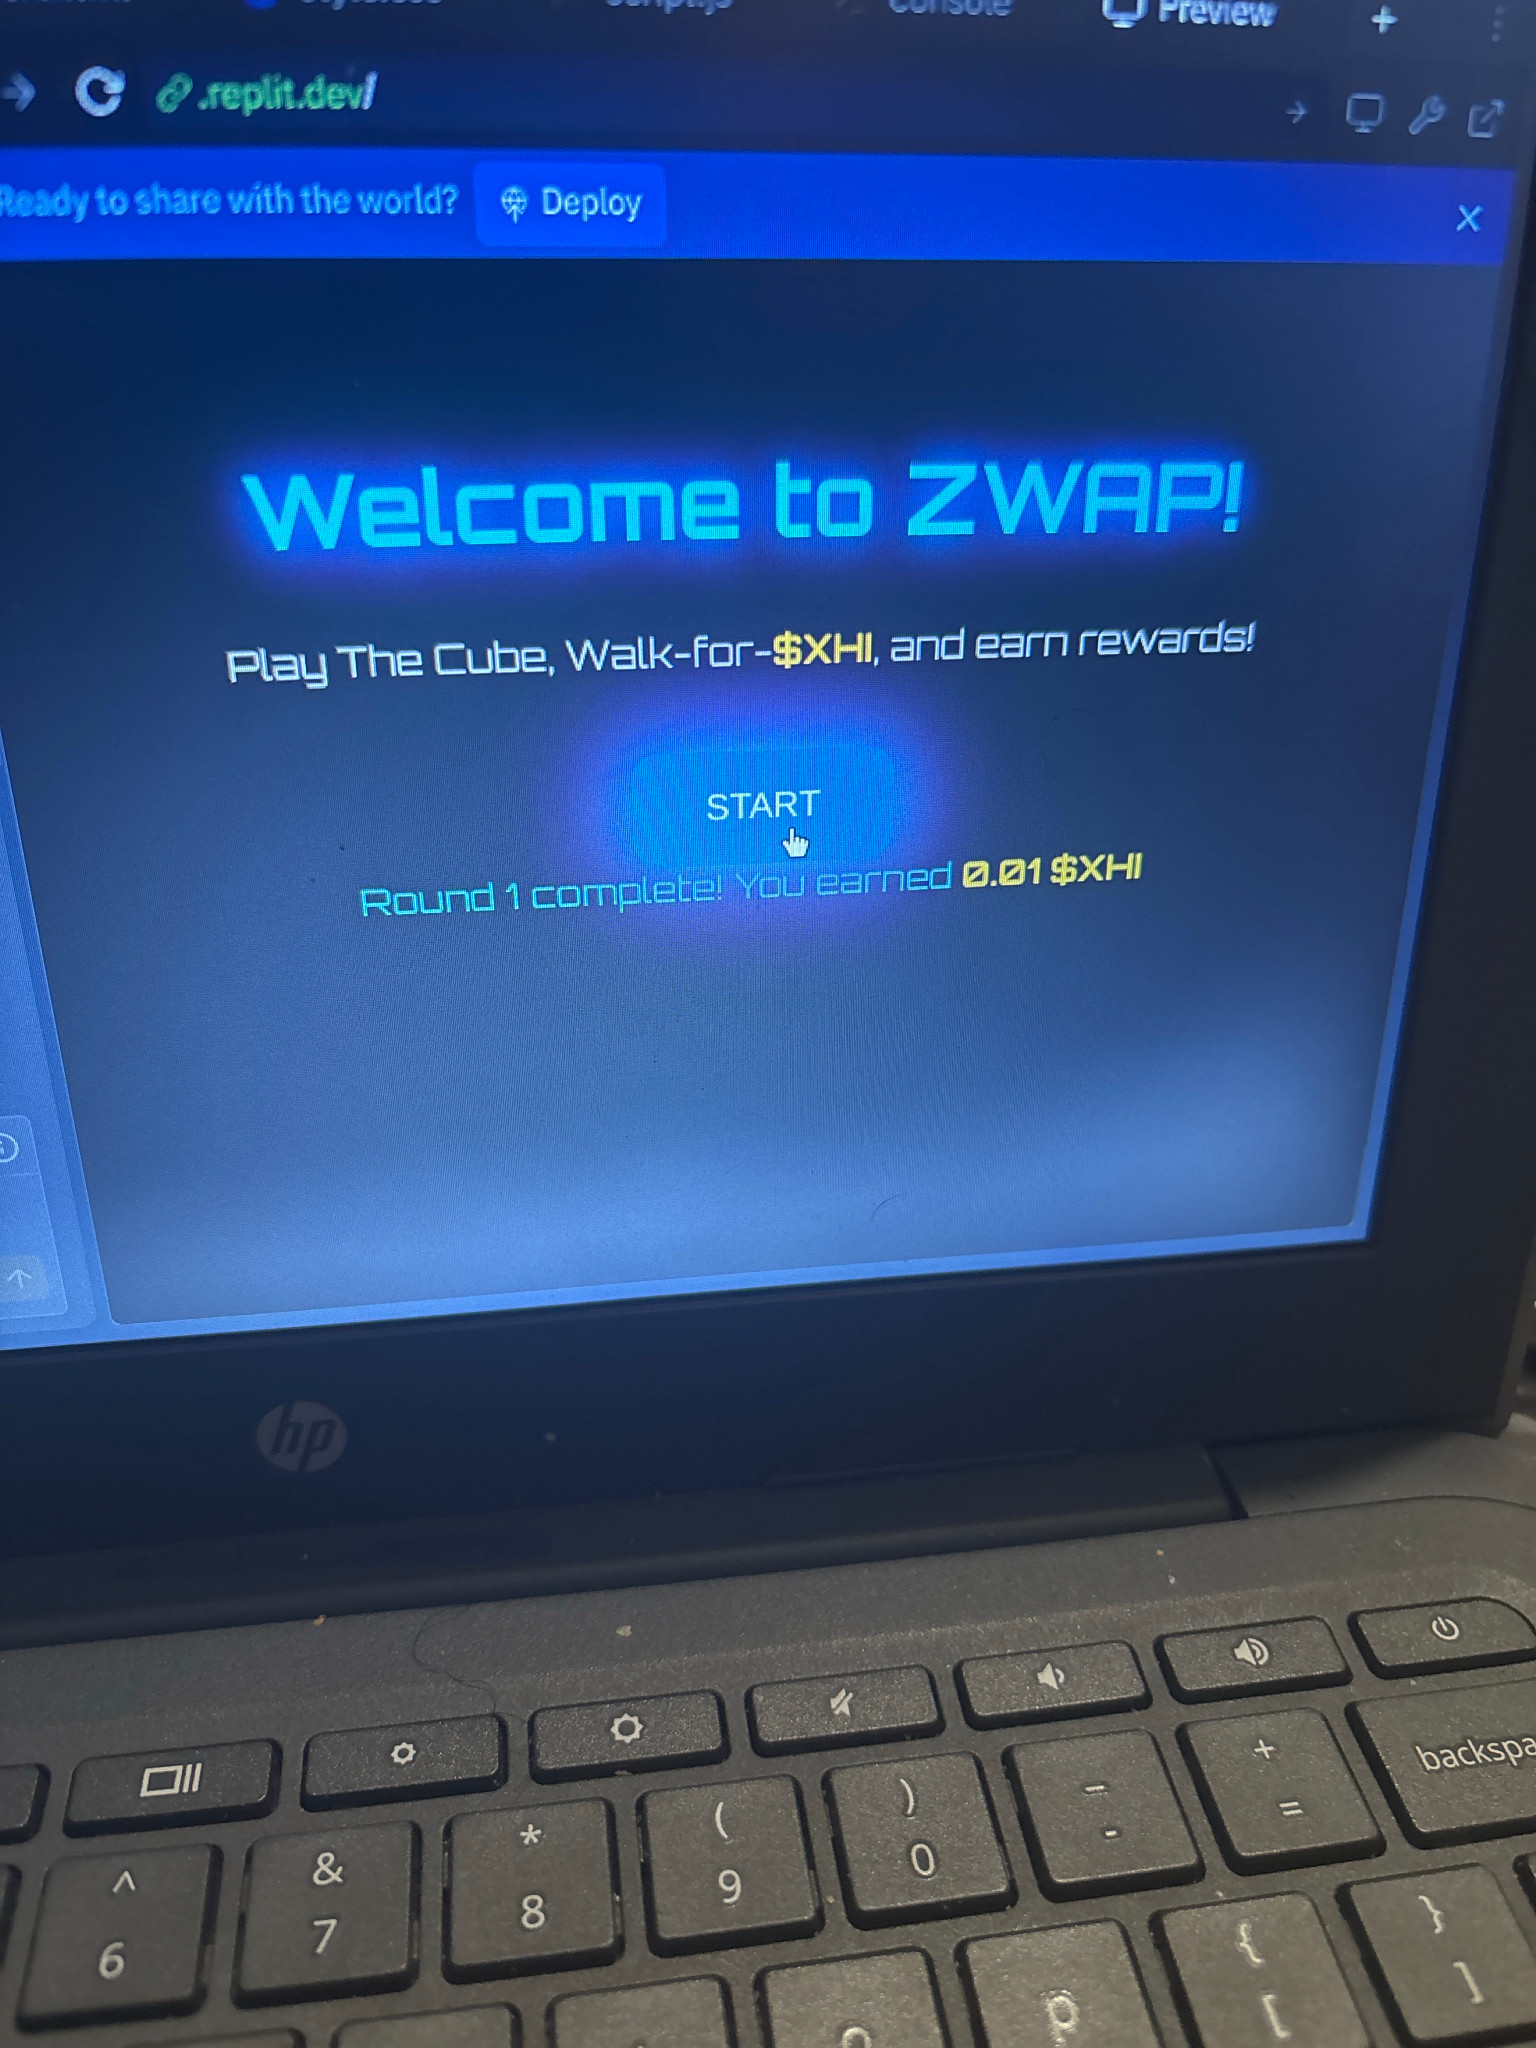 Console
Preview
+
.replit.dev/
Ready to share with the world?
Deploy
X
Welcome to ZWAP!
Play The Cube, Walk-for-$XHI, and earn rewards!
START
Round 1 complete! You earned 0.01 $XHI
hp
^ & * ( ) - + backspa
6 7 8 9 0 - =
p { }
[ ]